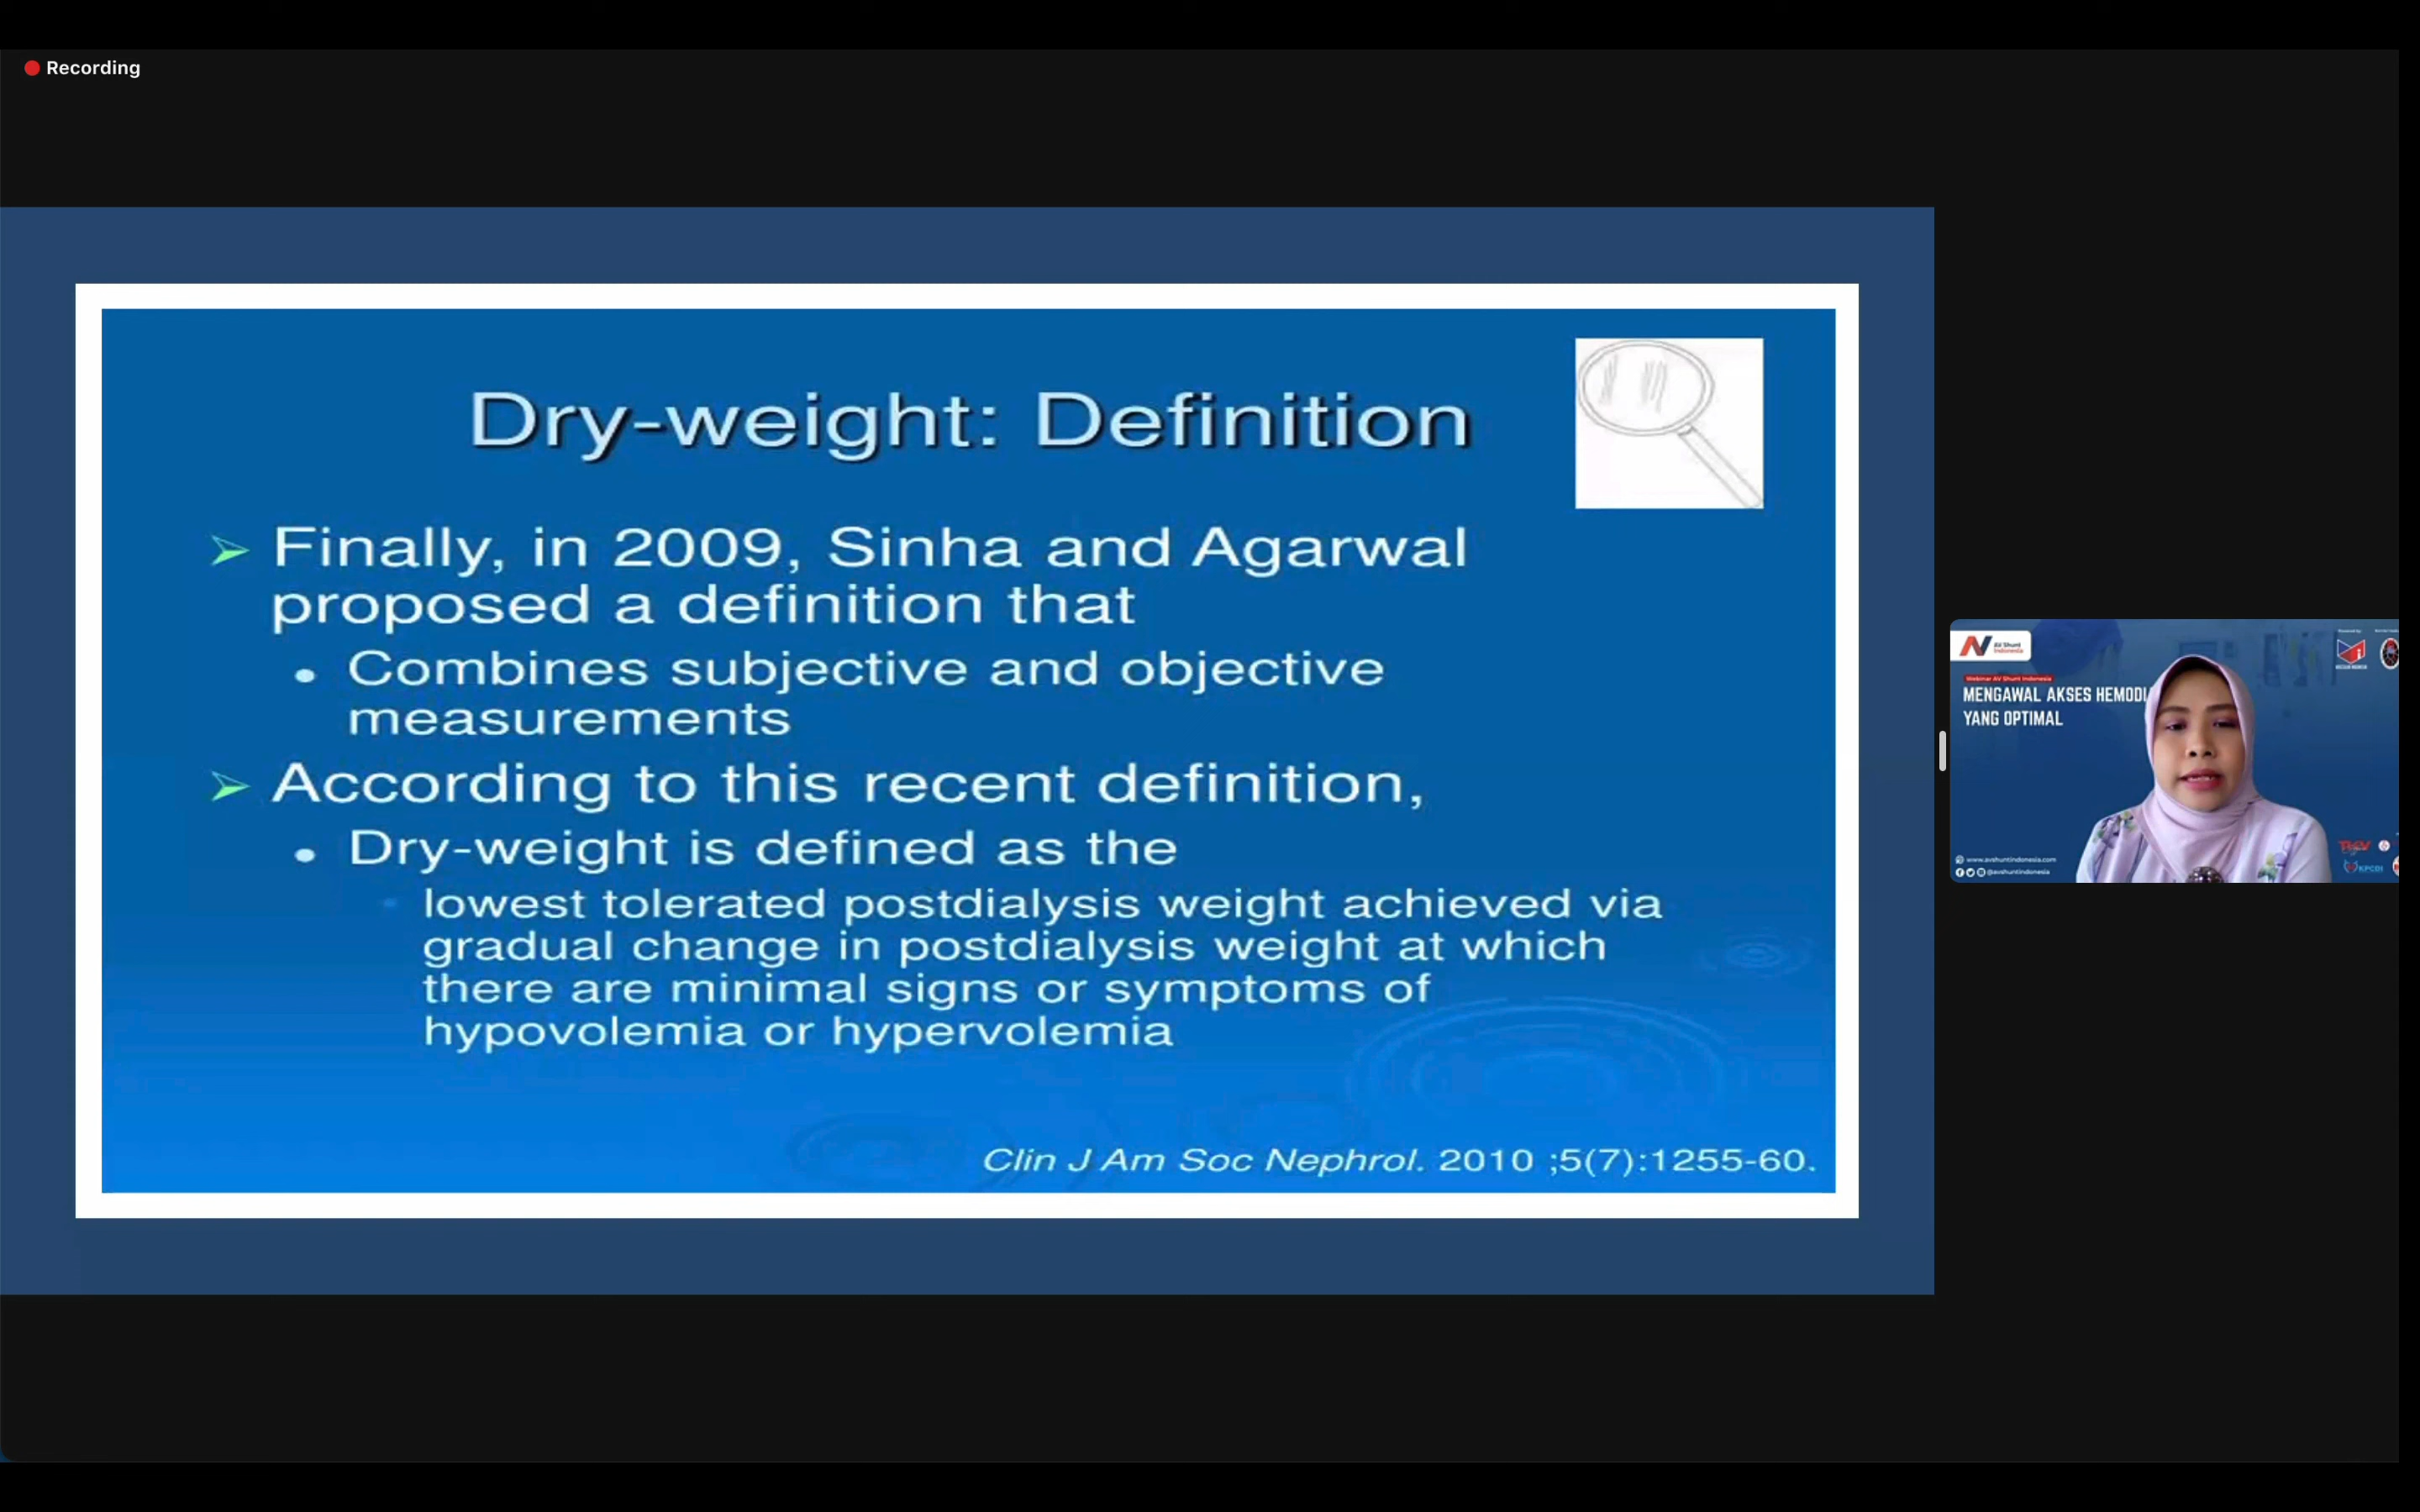 Recording
Dry-weight: Definition
Finally, in 2009, Sinha and Agarwal
proposed a definition that
Combines subjective and objective
measurements
According to this recent definition,
Dry-weight is defined as the
lowest tolerated postdialysis weight achieved via
gradual change in postdialysis weight at which
there are minimal signs or symptoms of
hypovolemia or hypervolemia
Clin J Am Soc Nephrol. 2010 ;5(7):1255-60.
AV Shunt
Indonesia
Webinar AV Shunt Indonesia
MENGAWAL AKSES HEMODI
YANG OPTIMAL
www.avshuntindonesia.com
@avshuntindonesia
KPCDI